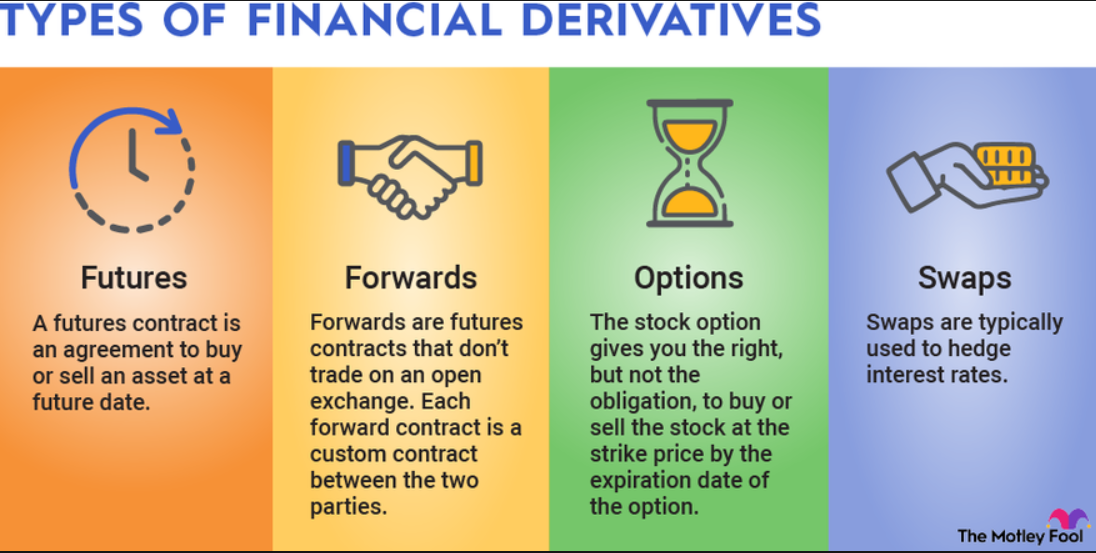 TYPES OF FINANCIAL DERIVATIVES
Futures
A futures contract is
an agreement to buy
or sell an asset at a
future date.
Forwards
Forwards are futures
contracts that don’t
trade on an open
exchange. Each
forward contract is a
custom contract
between the two
parties.
Options
The stock option
gives you the right,
but not the
obligation, to buy or
sell the stock at the
strike price by the
expiration date of
the option.
Swaps
Swaps are typically
used to hedge
interest rates.
The Motley Fool